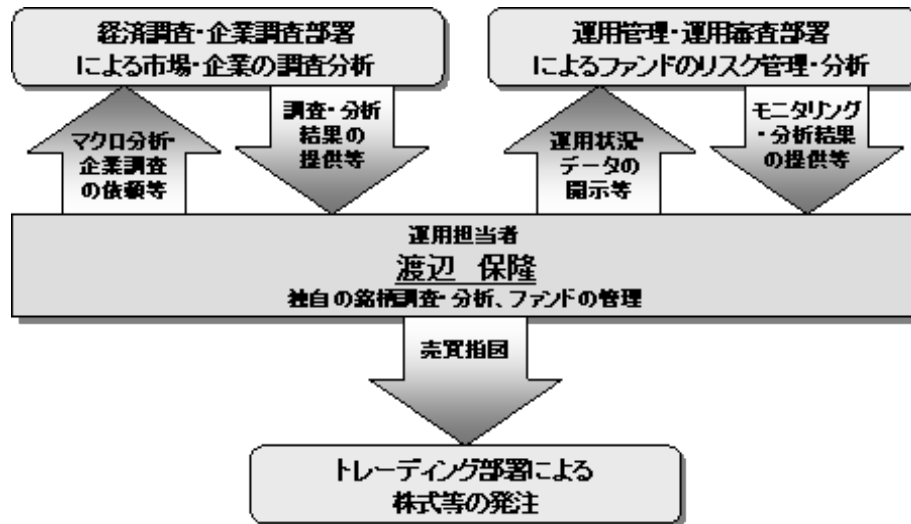 経済調査・企業調査部署
による市場・企業の調査分析
運用管理・運用審査部署
によるファンドのリスク管理・分析
マクロ分析・
企業調査
の依頼等
調査・分析
結果の
提供等
運用状況・
データの
開示等
モニタリング
・分析結果
の提供等
運用担当者
渡辺 保隆
独自の銘柄調査・分析、ファンドの管理
売買指図
トレーディング部署による
株式等の発注